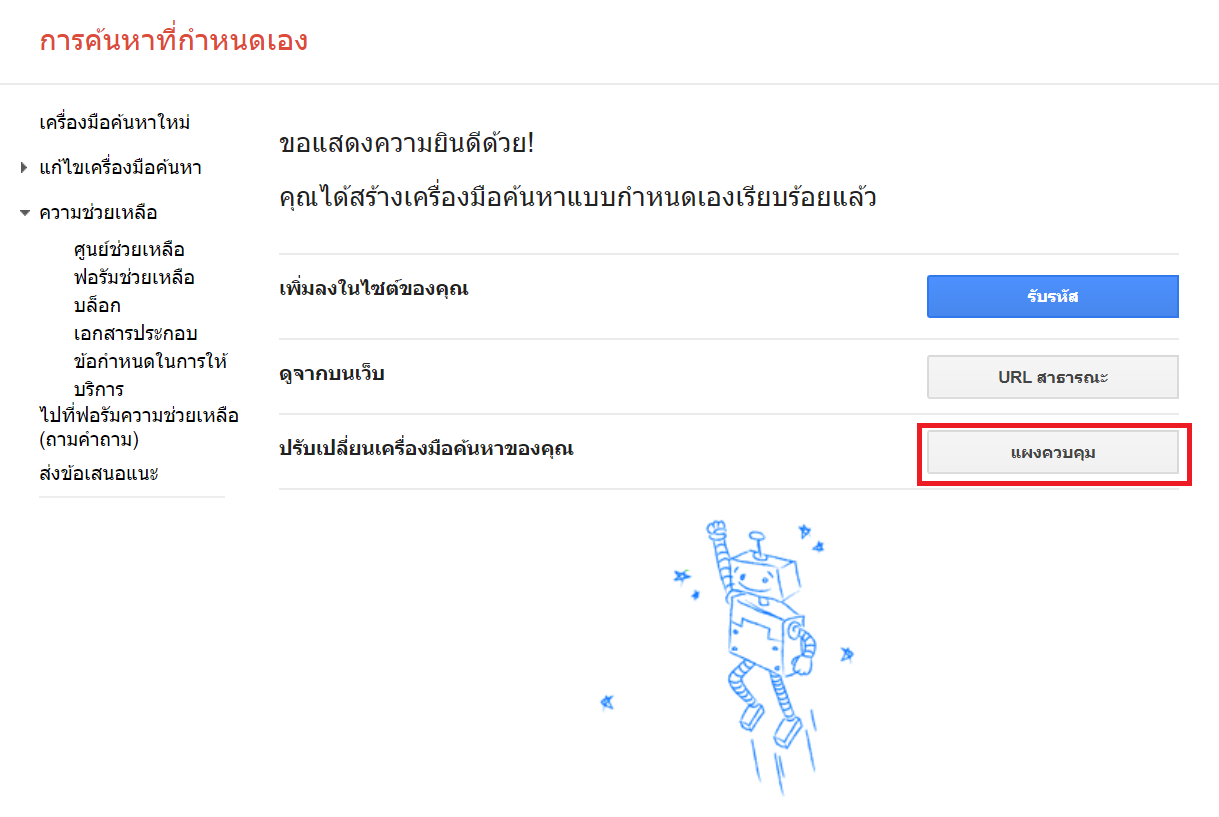 การค้นหาที่กำหนดเอง
เครื่องมือค้นหาใหม่
แก้ไขเครื่องมือค้นหา
ความช่วยเหลือ
ศูนย์ช่วยเหลือ
ฟอรัมช่วยเหลือ
บล็อก
เอกสารประกอบ
ข้อกำหนดในการให้
บริการ
ไปที่ฟอรัมความช่วยเหลือ
(ถามคำถาม)
ส่งข้อเสนอแนะ
ขอแสดงความยินดีด้วย!
คุณได้สร้างเครื่องมือค้นหาแบบกำหนดเองเรียบร้อยแล้ว
เพิ่มลงในไซต์ของคุณ
รับรหัส
ดูจากบนเว็บ
URL สาธารณะ
ปรับเปลี่ยนเครื่องมือค้นหาของคุณ
แผงควบคุม